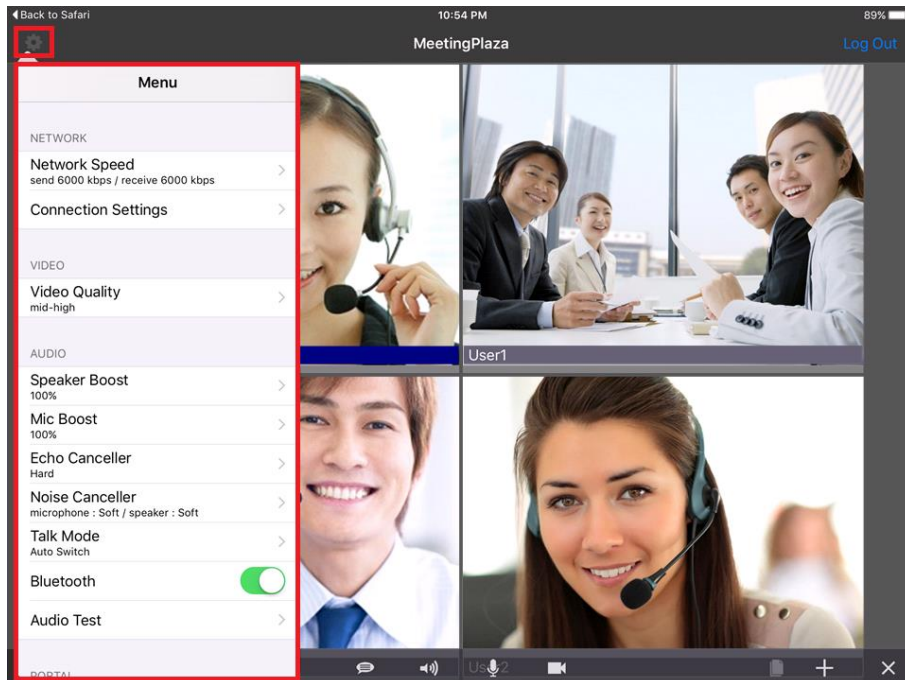 Back to Safari
10:54 PM
89%
MeetingPlaza
Log Out
Menu
NETWORK
Network Speed
send 6000 kbps / receive 6000 kbps
Connection Settings
VIDEO
Video Quality
mid-high
AUDIO
Speaker Boost
100%
Mic Boost
100%
Echo Canceller
Hard
Noise Canceller
microphone : Soft / speaker : Soft
Talk Mode
Auto Switch
Bluetooth
Audio Test
PORTAL
User1
User2